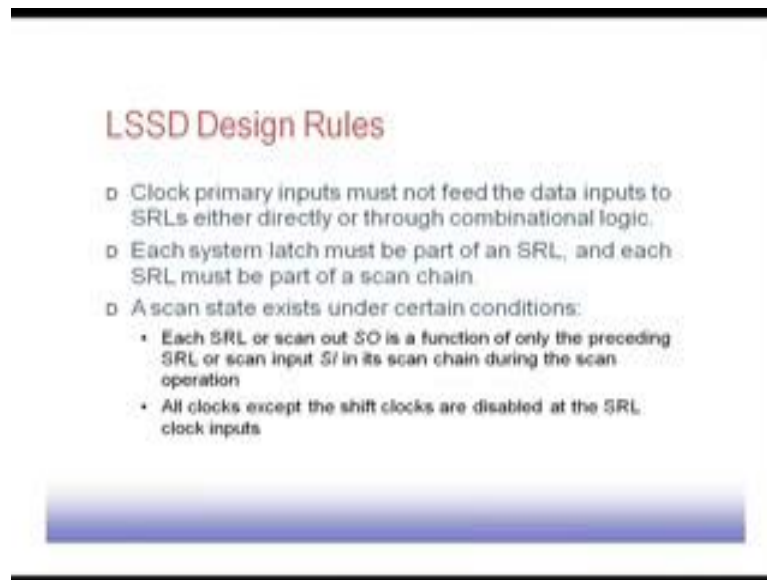 LSSD Design Rules
Clock primary inputs must not feed the data inputs to
SRLs either directly or through combinational logic.
Each system latch must be part of an SRL, and each
SRL must be part of a scan chain
A scan state exists under certain conditions:
• Each SRL or scan out SO is a function of only the preceding
SRL or scan input SI in its scan chain during the scan
operation
• All clocks except the shift clocks are disabled at the SRL
clock inputs